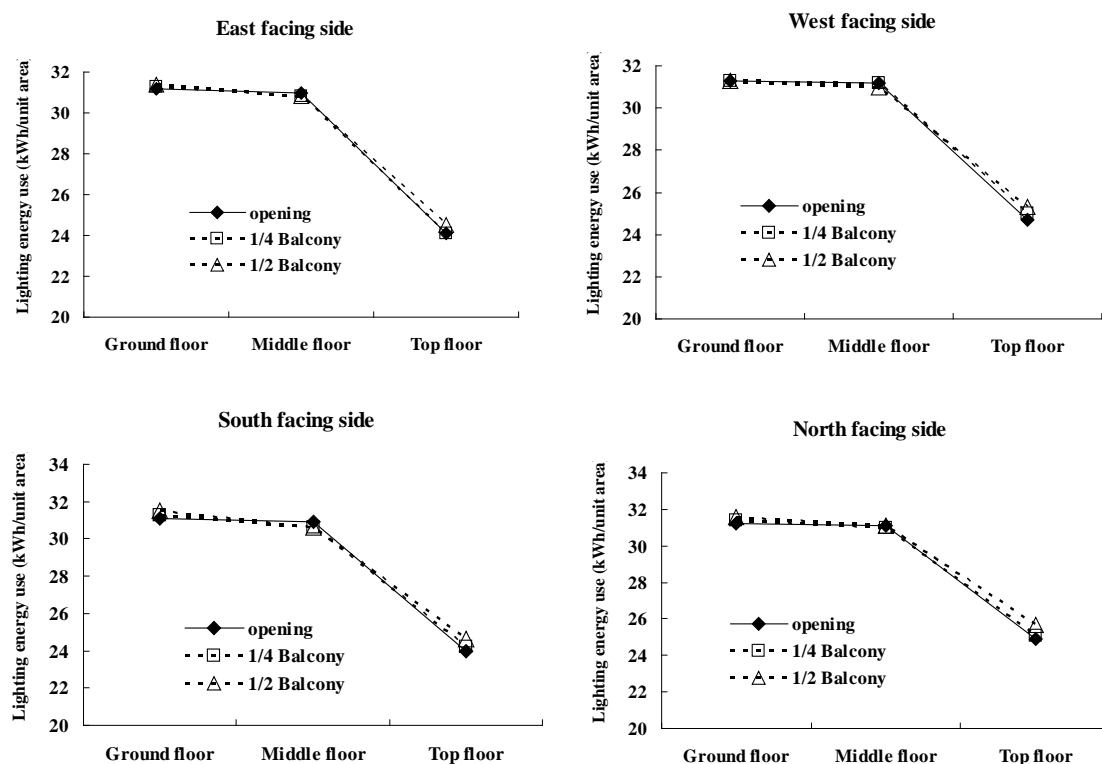 East facing side
Lighting energy use (kWh/unit area)
32
30
28
26
24
22
20
opening
1/4 Balcony
1/2 Balcony
Ground floor
Middle floor
Top floor
West facing side
Lighting energy use (kWh/unit area)
32
30
28
26
24
22
20
opening
1/4 Balcony
1/2 Balcony
Ground floor
Middle floor
Top floor
South facing side
Lighting energy use (kWh/unit area)
34
32
30
28
26
24
22
20
opening
1/4 Balcony
1/2 Balcony
Ground floor
Middle floor
Top floor
North facing side
Lighting energy use (kWh/unit area)
34
32
30
28
26
24
22
20
opening
1/4 Balcony
1/2 Balcony
Ground floor
Middle floor
Top floor